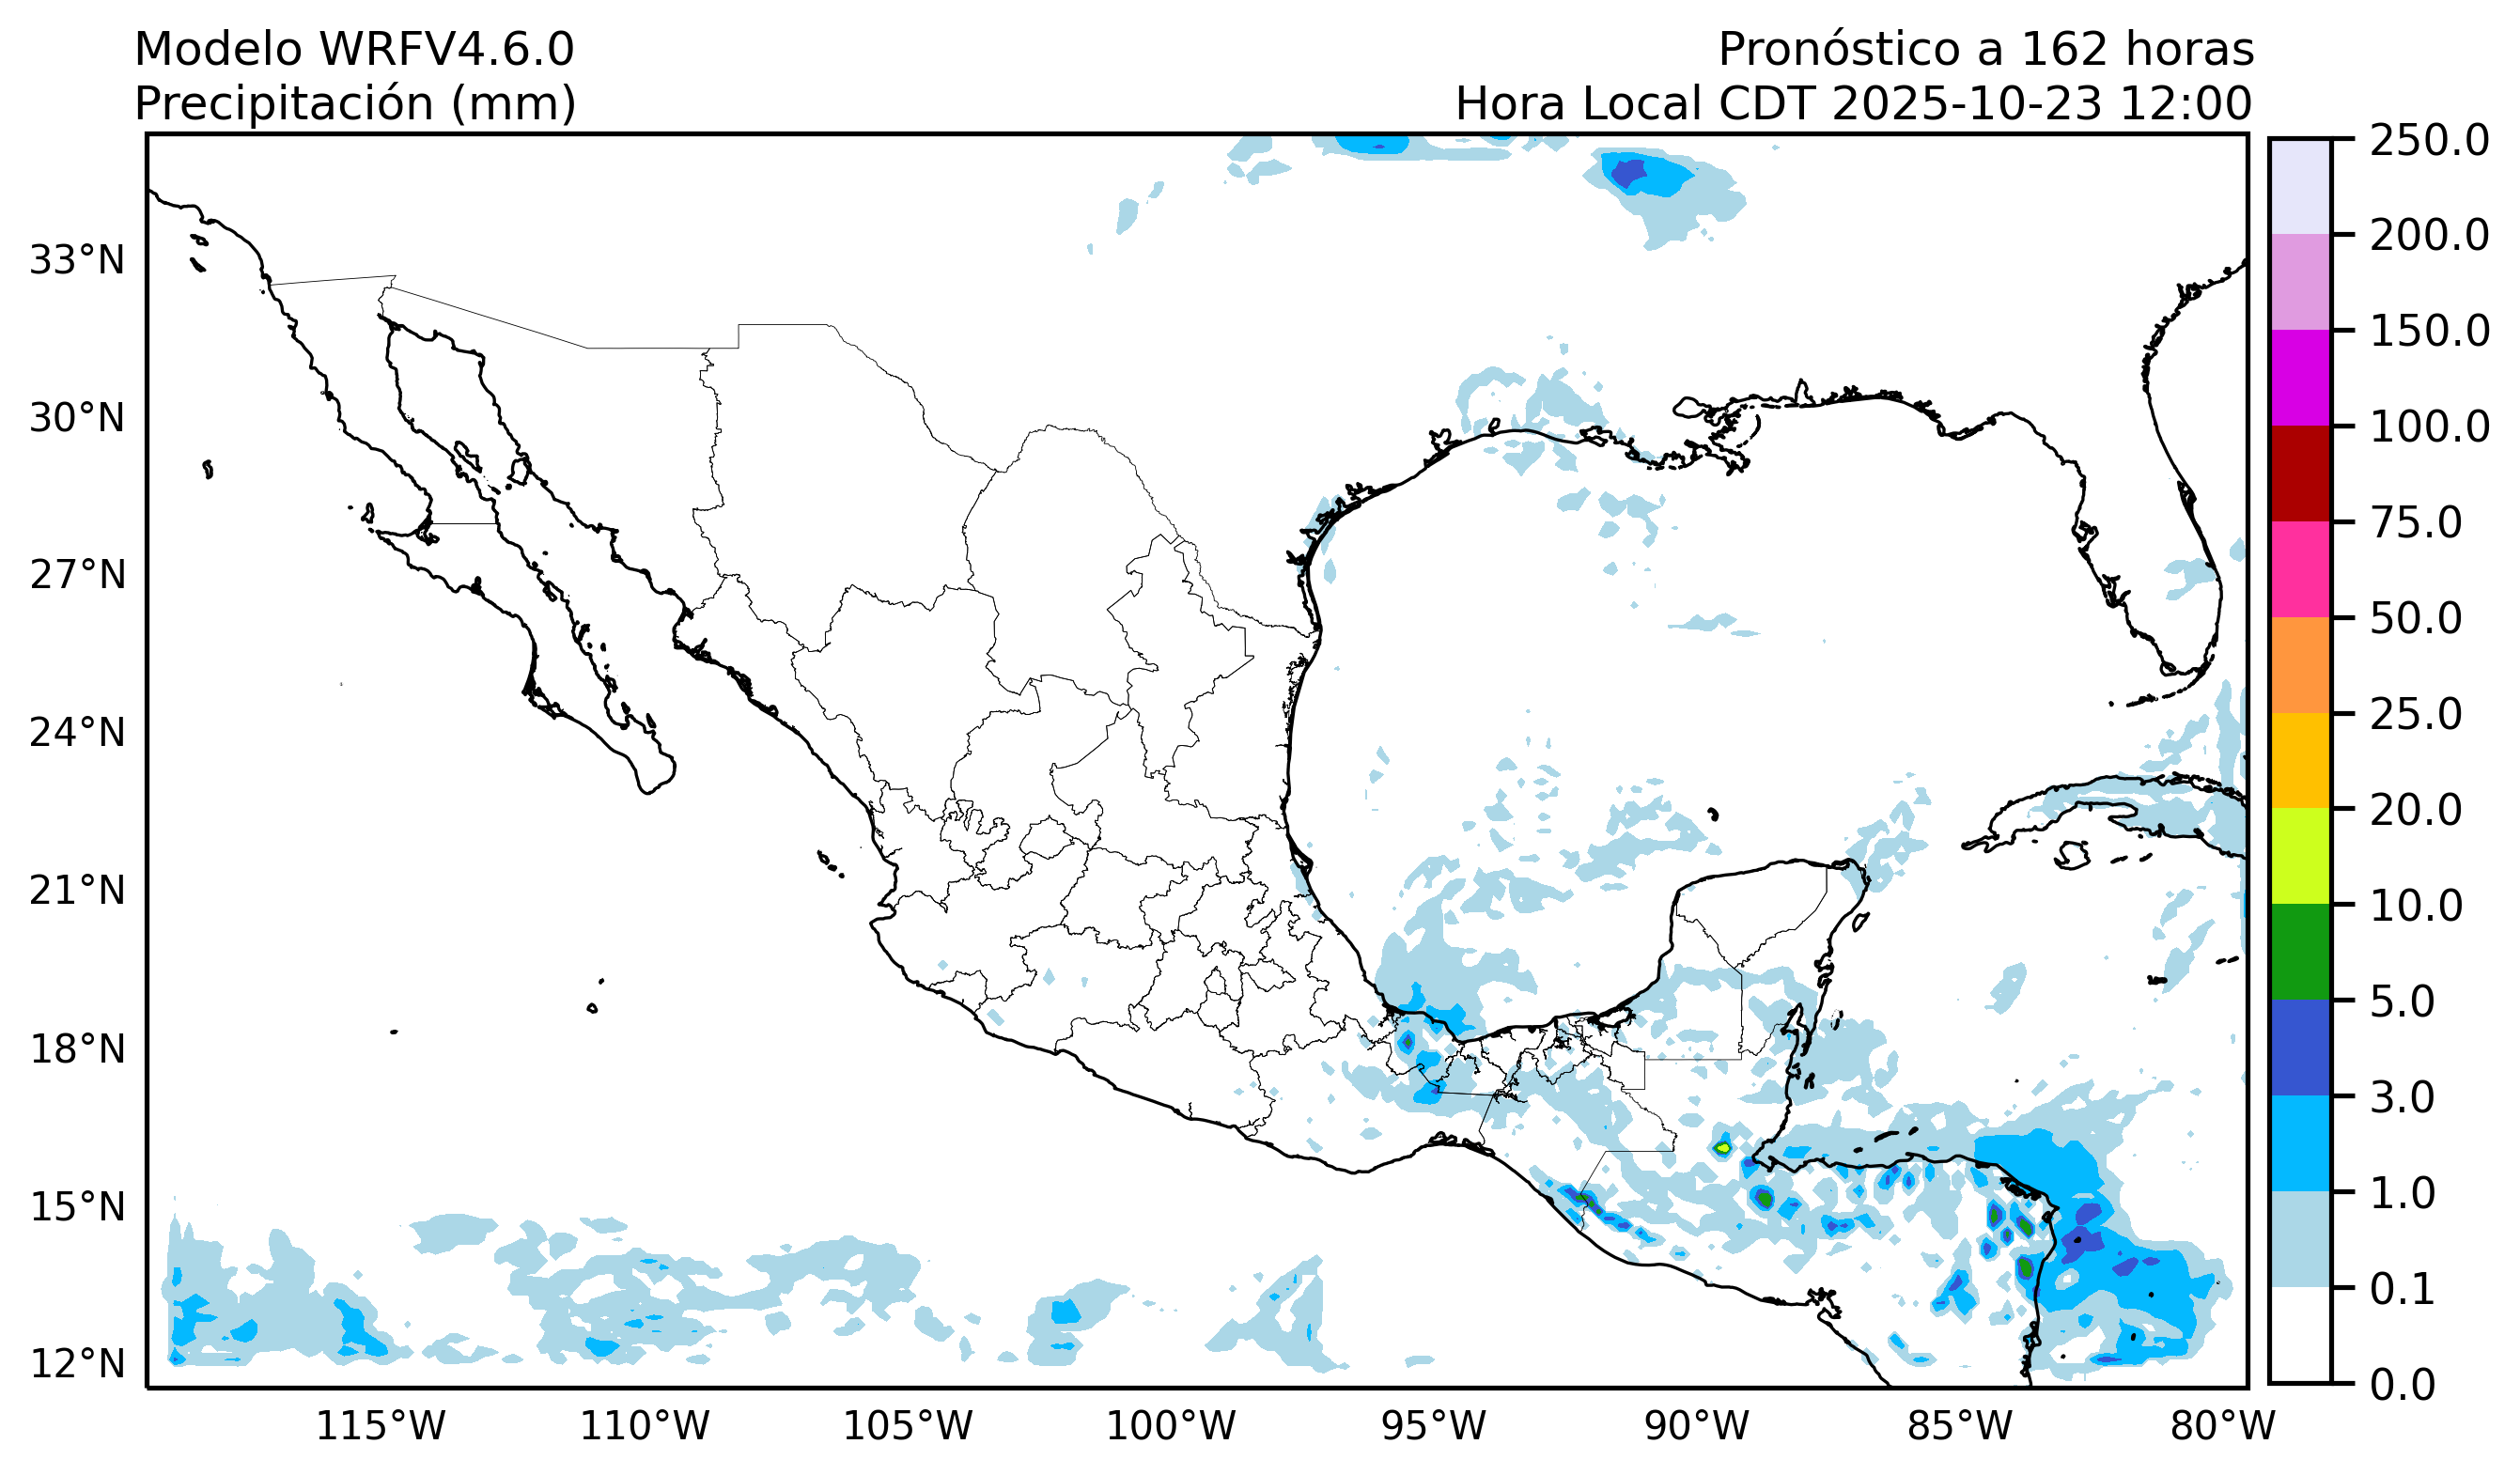 Modelo WRFV4.6.0
Precipitación (mm)
Pronóstico a 162 horas
Hora Local CDT 2025-10-23 12:00
33°N
30°N
27°N
24°N
21°N
18°N
15°N
12°N
115°W
110°W
105°W
100°W
95°W
90°W
85°W
80°W
250.0
200.0
150.0
100.0
75.0
50.0
25.0
20.0
10.0
5.0
3.0
1.0
0.1
0.0